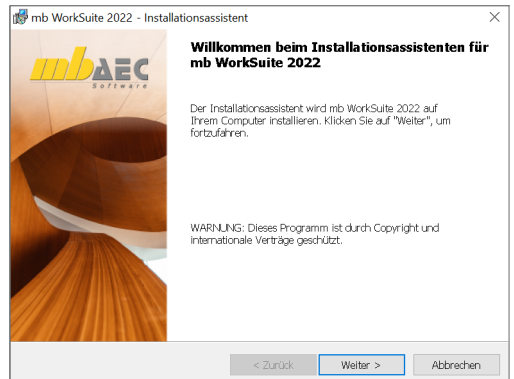 mb WorkSuite 2022 - Installationsassistent
mbAEC
Software
Willkommen beim Installationsassistenten für
mb WorkSuite 2022
Der Installationsassistent wird mb WorkSuite 2022 auf
Ihrem Computer installieren. Klicken Sie auf "Weiter", um
fortzufahren.
WARNUNG: Dieses Programm ist durch Copyright und
internationale Verträge geschützt.
< Zurück
Weiter >
Abbrechen